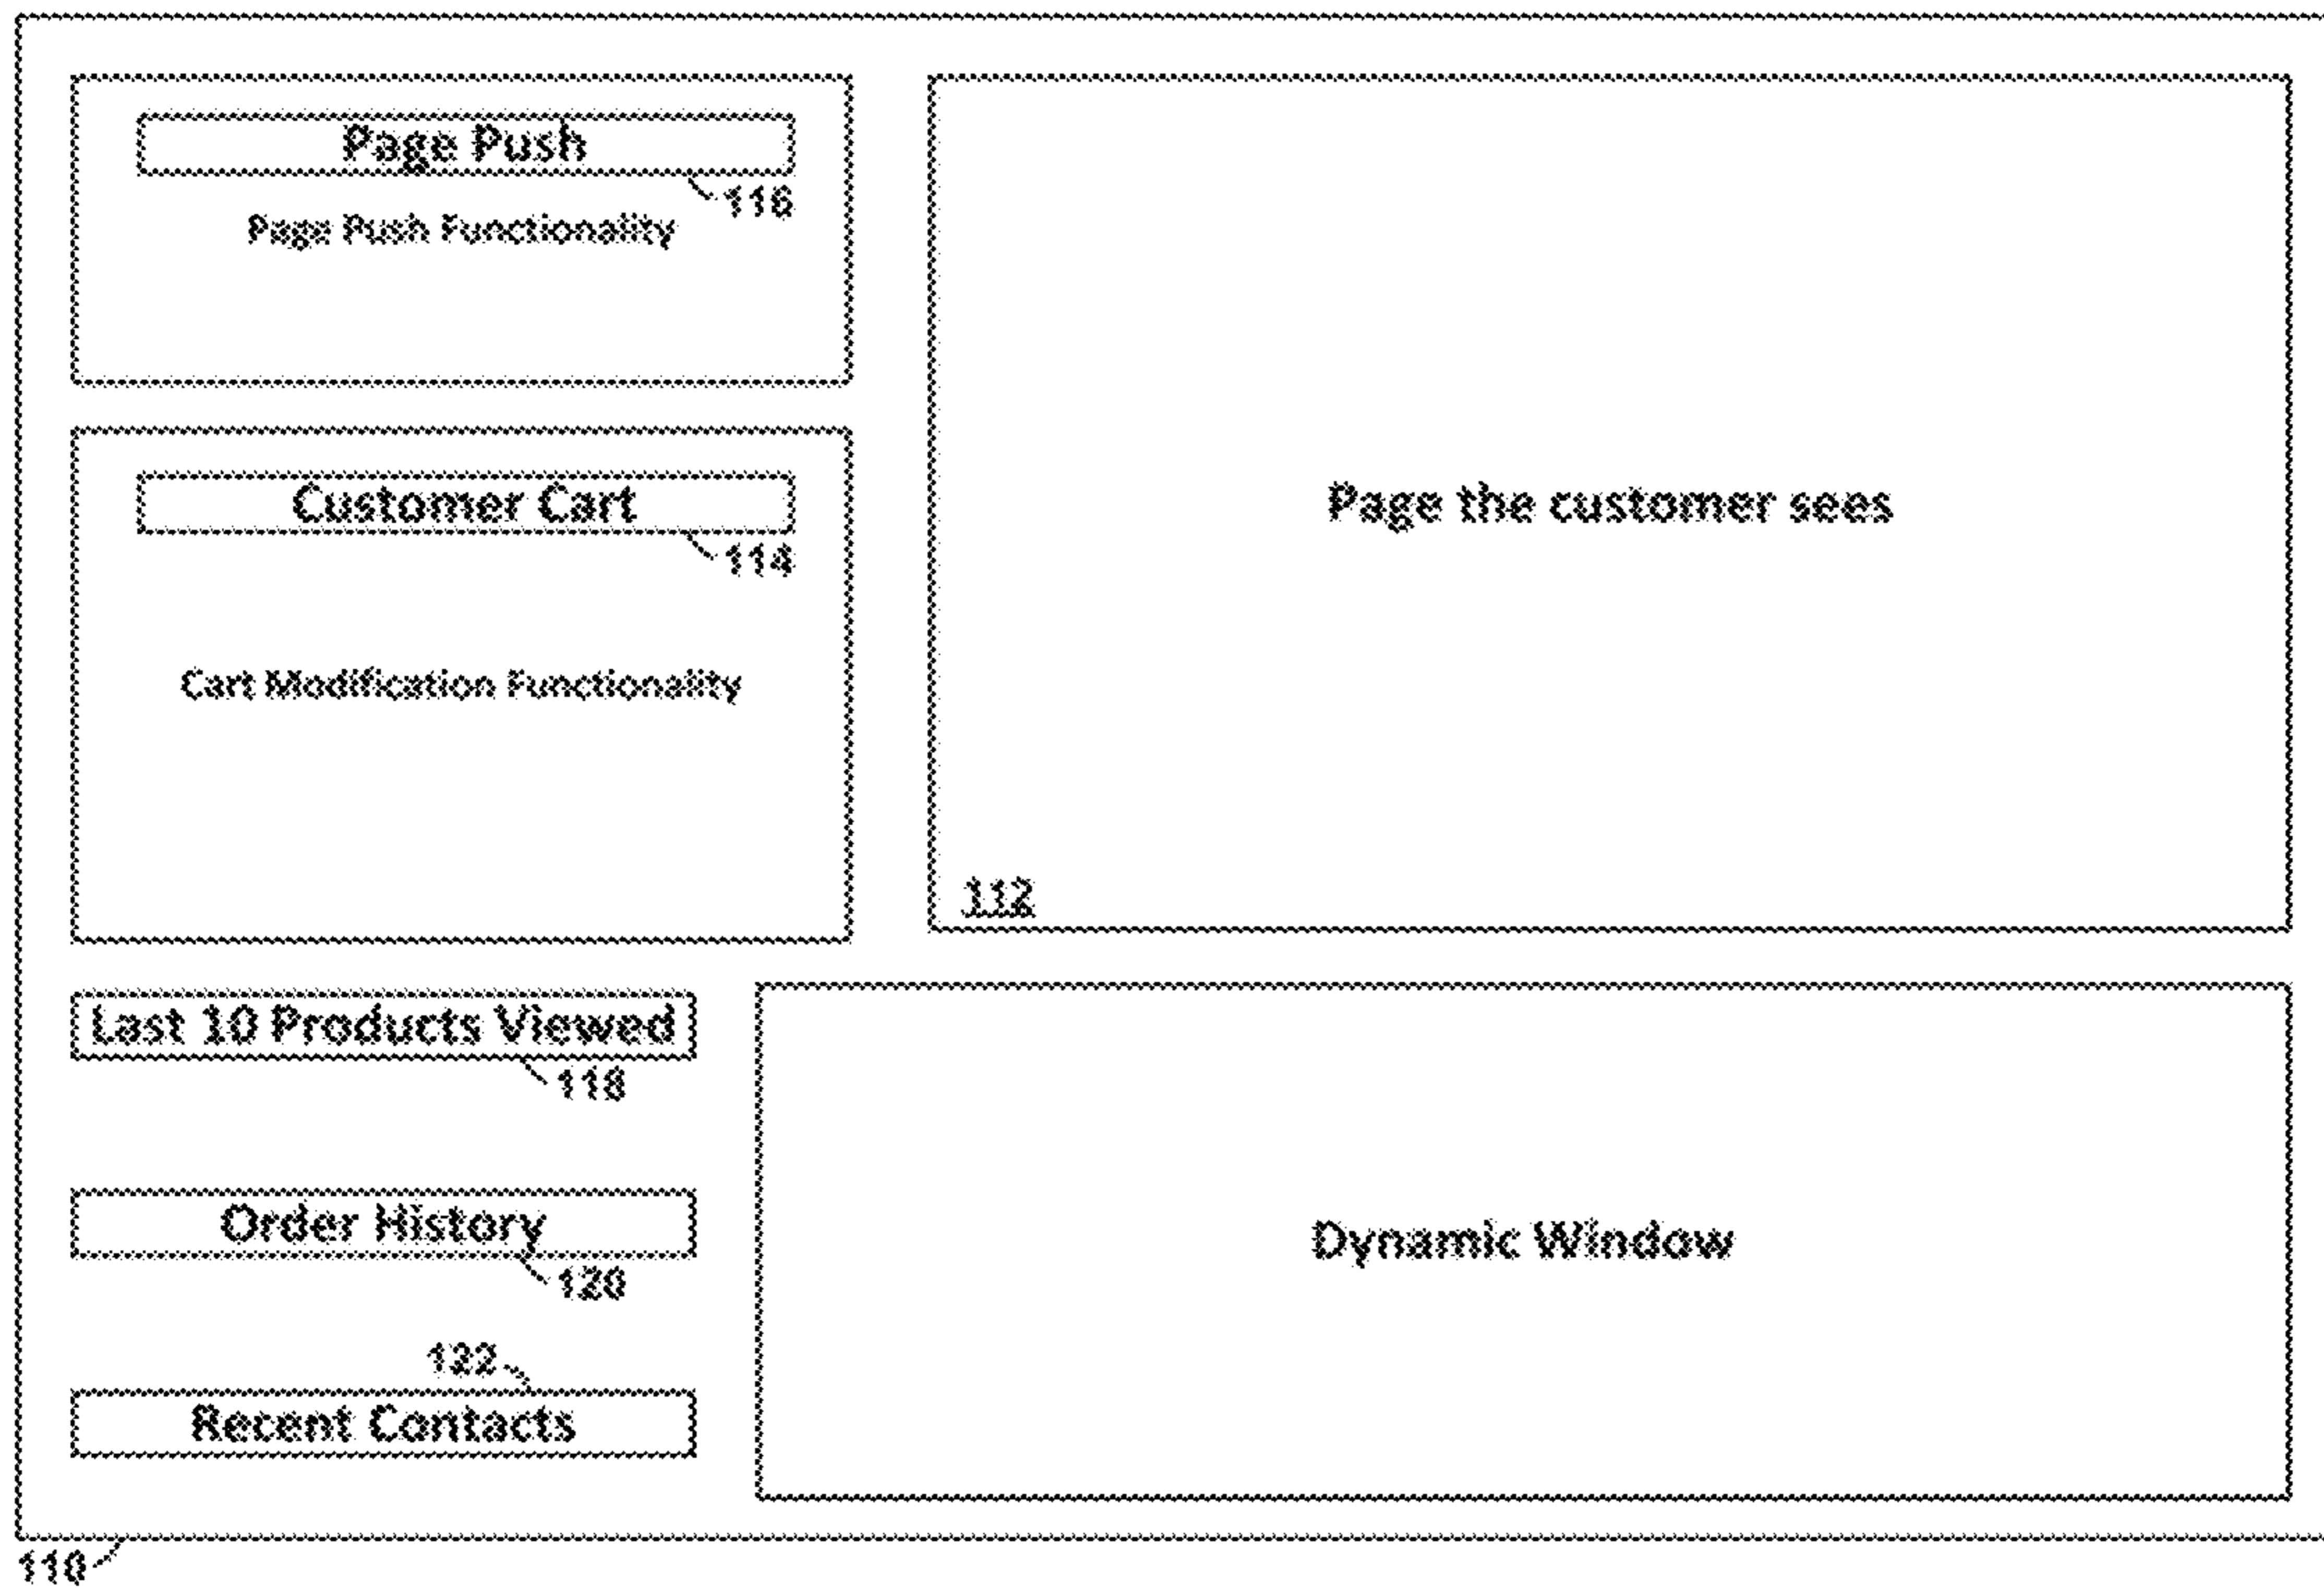 Page Push
116
Page Push Functionality
Customer Cart
114
Cart Modification Functionality
Page the customer sees
112
Last 10 Products Viewed
118
Order History
120
122
Recent Contacts
Dynamic Window
110